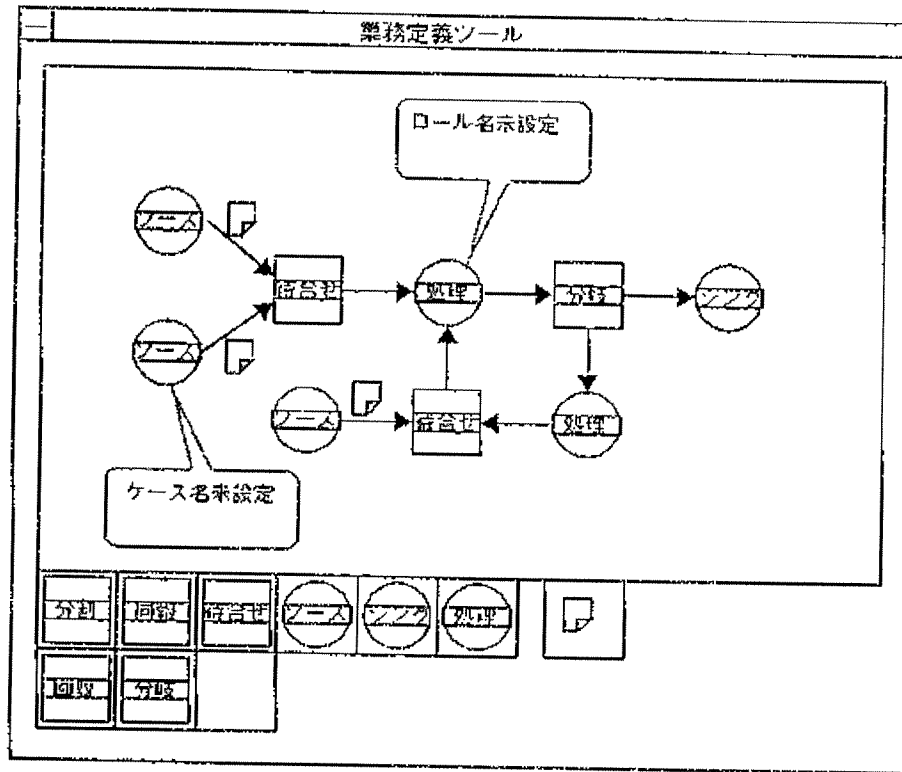 業務定義ツール
ロール名未設定
ソース
待合せ
処理
分岐
シンク
ソース
ソース
待合せ
処理
ケース名未設定
分割
同報
待合せ
ソース
シンク
処理
回収
分岐